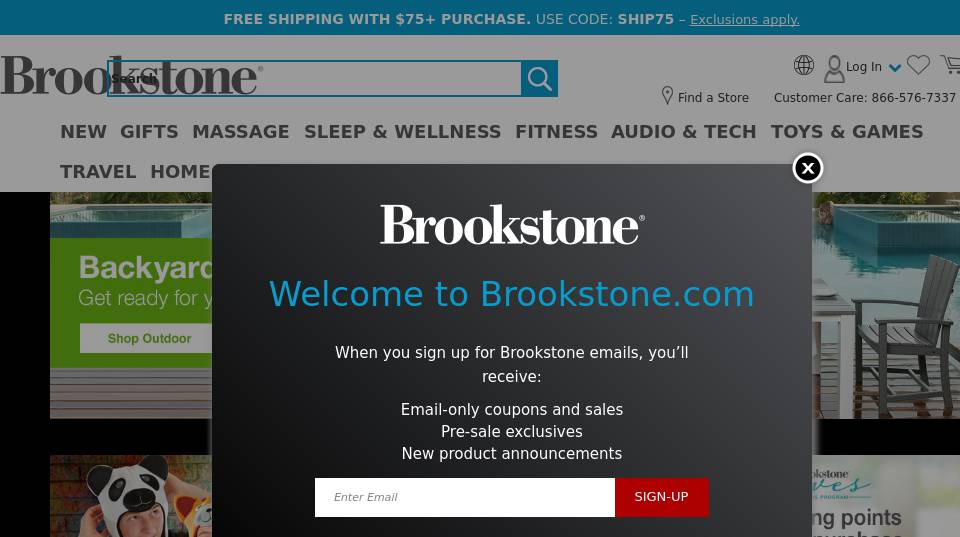 FREE SHIPPING WITH $75+ PURCHASE. USE CODE: SHIP75 – Exclusions apply.
Brookstone®
Search
Log In
Find a Store
Customer Care: 866-576-7337
NEW GIFTS MASSAGE SLEEP & WELLNESS FITNESS AUDIO & TECH TOYS & GAMES
TRAVEL HOME
Backyard
Get ready for y
Shop Outdoor
x
Brookstone®
Welcome to Brookstone.com
When you sign up for Brookstone emails, you’ll
receive:
Email-only coupons and sales
Pre-sale exclusives
New product announcements
Enter Email
SIGN-UP
points